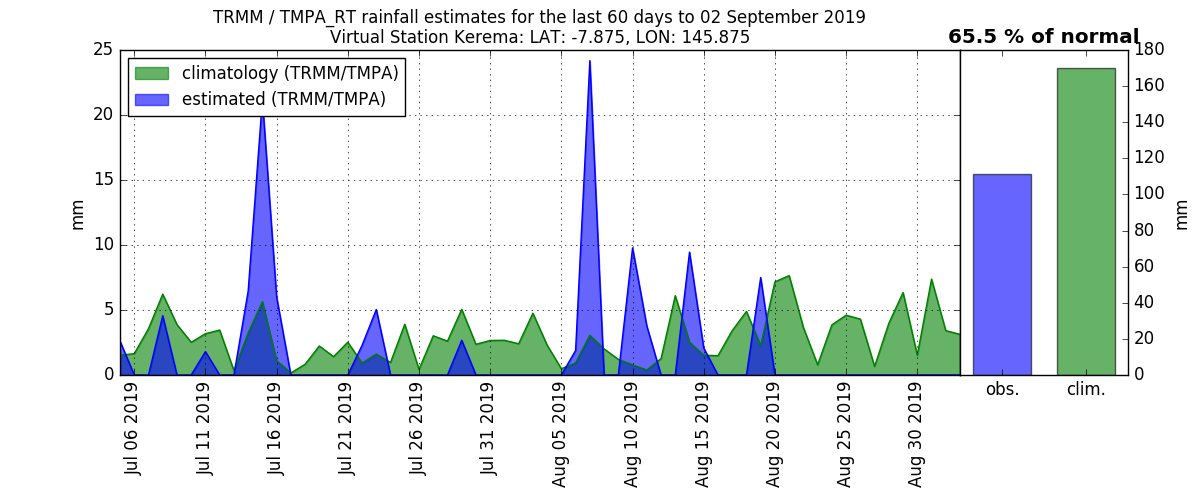 TRMM / TMPA_RT rainfall estimates for the last 60 days to 02 September 2019
Virtual Station Kerema: LAT: -7.875, LON: 145.875
65.5 % of normal
climatology (TRMM/TMPA)
estimated (TRMM/TMPA)
25
20
15
10
5
0
mm
Jul 06 2019
Jul 11 2019
Jul 16 2019
Jul 21 2019
Jul 26 2019
Jul 31 2019
Aug 05 2019
Aug 10 2019
Aug 15 2019
Aug 20 2019
Aug 25 2019
Aug 30 2019
obs.
clim.
180
160
140
120
100
80
60
40
20
0
mm